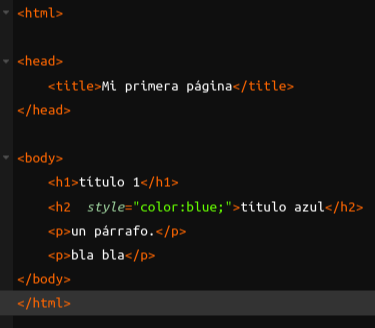 <html>
<head>
<title>Mi primera página</title>
</head>
<body>
<h1>título 1</h1>
<h2  style="color:blue;">título azul</h2>
<p>un párrafo.</p>
<p>bla bla</p>
</body>
</html>